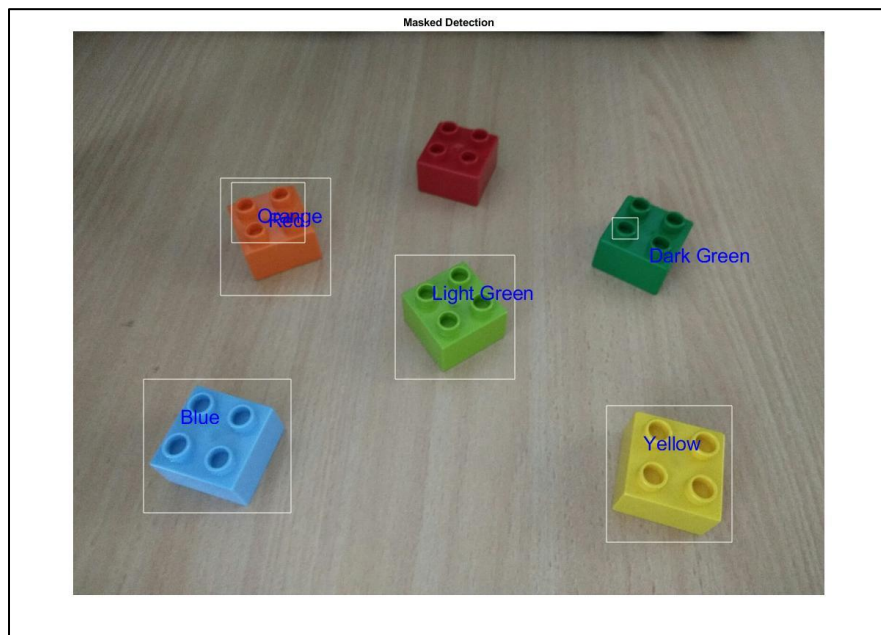 Masked Detection
Orange
Red
Dark Green
Light Green
Blue
Yellow